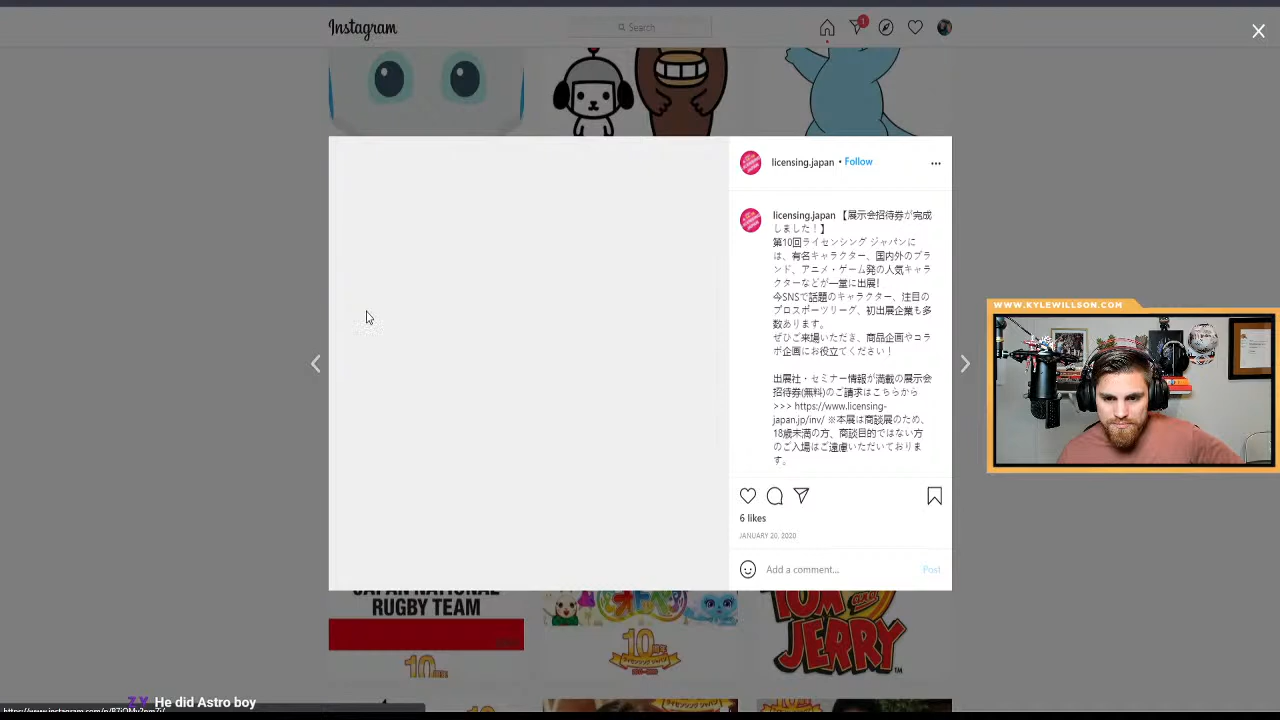 Instagram
Search
1
licensing.japan • Follow
licensing.japan 【展示会招待券が完成
しました！】
第10回ライセンシング ジャパンに
は、有名キャラクター、国内外のブラ
ンド、アニメ・ゲーム発の人気キャラ
クターなどが一堂に出展!
今SNSで話題のキャラクター、注目の
プロスポーツリーグ、初出展企業も多
数あります。
ぜひご来場いただき、商品企画やコラ
ボ企画にお役立てください！
出展社・セミナー情報が満載の展示会
招待券(無料)のご請求はこちらから
>>> https://www.licensing-
japan.jp/inv/ ※本展は商談展のため、
18歳未満の方、商談目的ではない方
のご入場はご遠慮いただいておりま
す。
6 likes
JANUARY 20, 2020
Add a comment...
Post
WWW.KYLEWILLSON.COM
JAPAN NATIONAL
RUGBY TEAM
10
10
TOM and
JERRY
He did Astro boy